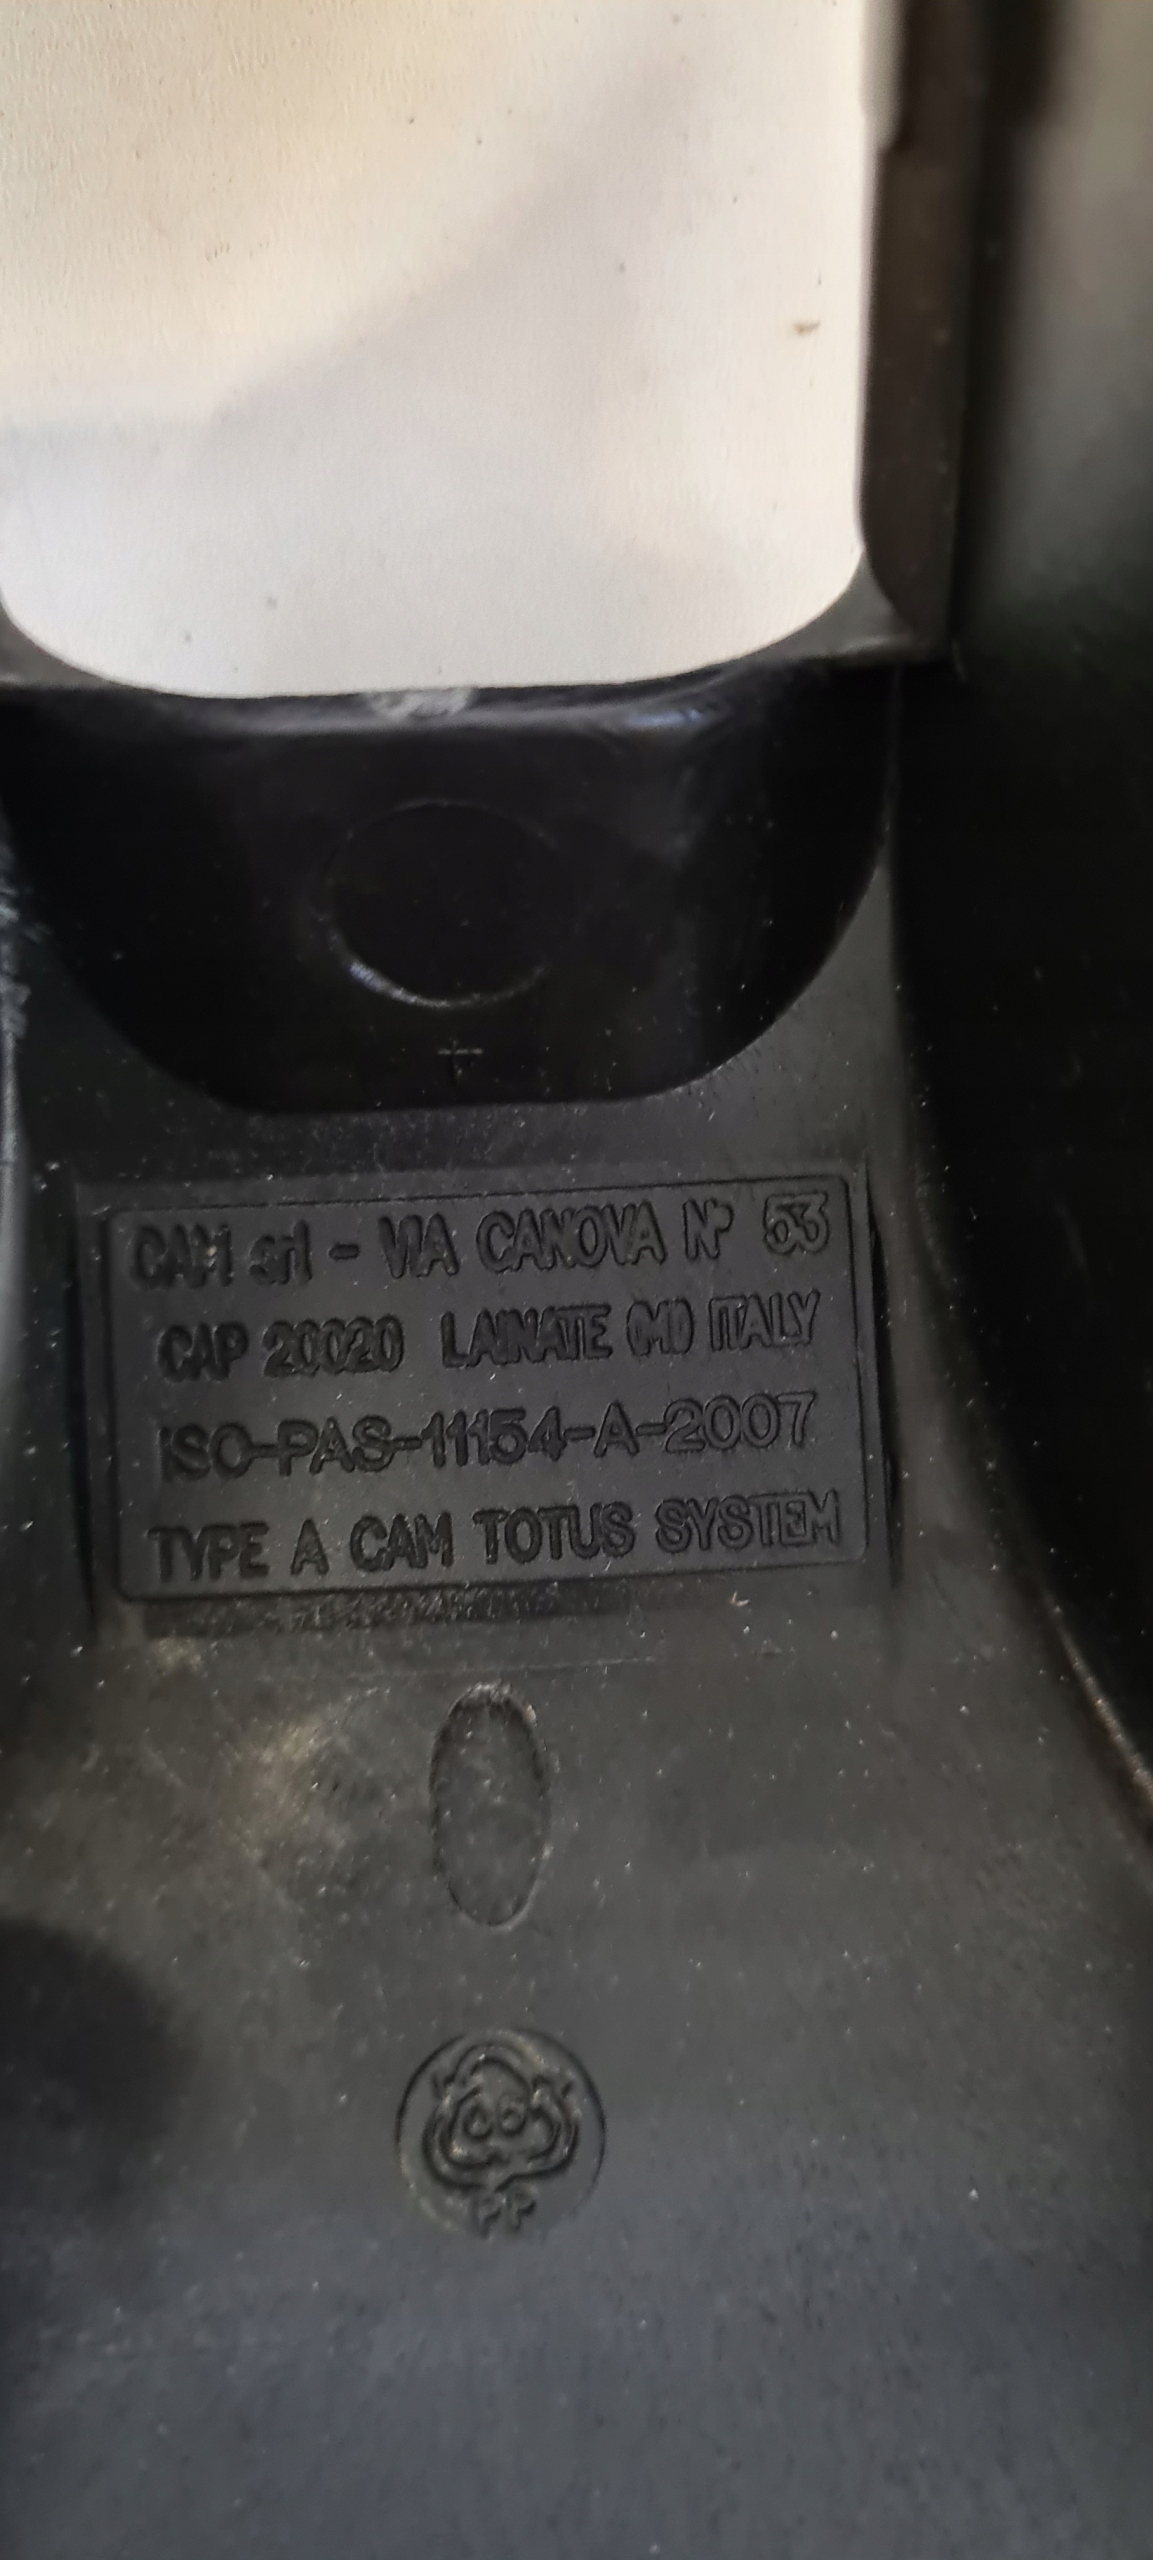 CAM srl - VIA CANOVA N° 53
CAP 20020 LAINATE (MI) ITALY
ISO-PAS-11154-A-2007
TYPE A CAM TOTUS SYSTEM
PP